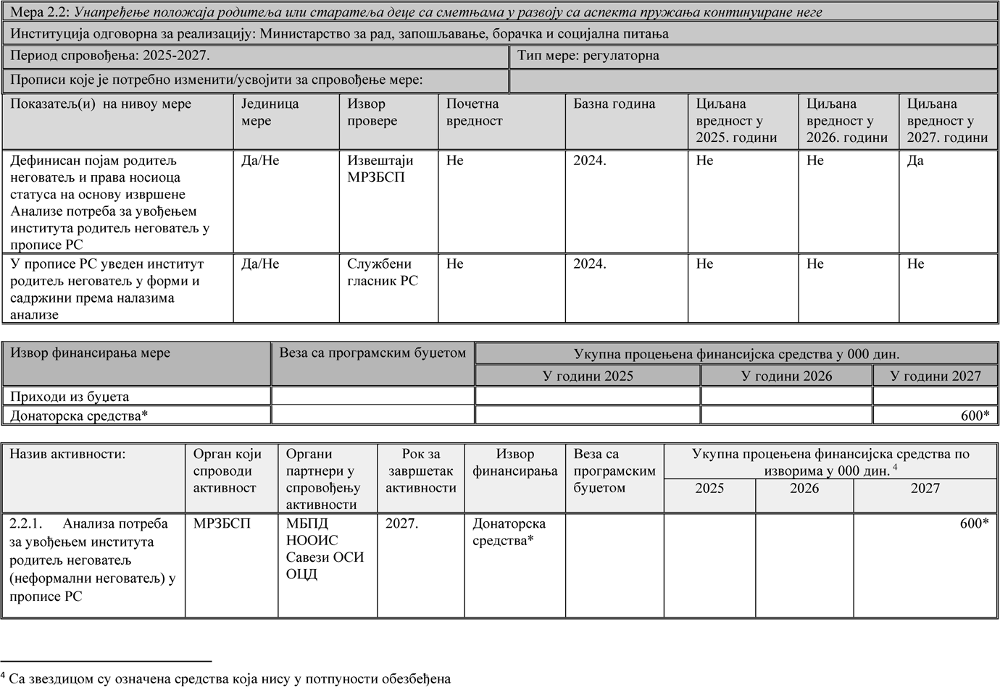 Мера 2.2: Унапређење положаја родитеља или старатеља деце са сметњама у развоју са аспекта пружања континуиране неге
Институција одговорна за реализацију: Министарство за рад, запошљавање, борачка и социјална питања
Период спровођења: 2025-2027.
Тип мере: регулаторна
Прописи које је потребно изменити/усвојити за спровођење мере:
Показатељ(и) на нивоу мере
Јединица
мере
Извор
провере
Почетна
вредност
Базна година
Циљана
вредност у
2025. години
Циљана
вредност у
2026. години
Циљана
вредност у
2027. години
Дефинисан појам родитељ
неговатељ и права носиоца
статуса на основу извршене
Анализе потреба за увођењем
института родитељ неговатељ у
прописе РС
Да/Не
Извештаји
МРЗБСП
Не
2024.
Не
Не
Да
У прописе РС уведен институт
родитељ неговатељ у форми и
садржини према налазима
анализе
Да/Не
Службени
гласник РС
Не
2024.
Не
Не
Не
Извор финансирања мере
Веза са програмским буџетом
Укупна процењена финансијска средства у 000 дин.
У години 2025
У години 2026
У години 2027
Приходи из буџета
Донаторска средства*
600*
Назив активности:
Орган који
спроводи
активност
Органи
партнери у
спровођењу
активности
Рок за
завршетак
активности
Извор
финансирања
Веза са
програмским
буџетом
Укупна процењена финансијска средства по
изворима у 000 дин. 4
2025
2026
2027
2.2.1. Анализа потреба
за увођењем института
родитељ неговатељ
(неформални неговатељ) у
прописе РС
МРЗБСП
МБПД
НООИС
Савези ОСИ
ОЦД
2027.
Донаторска
средства*
600*
4 Са звездицом су означена средства која нису у потпуности обезбеђена